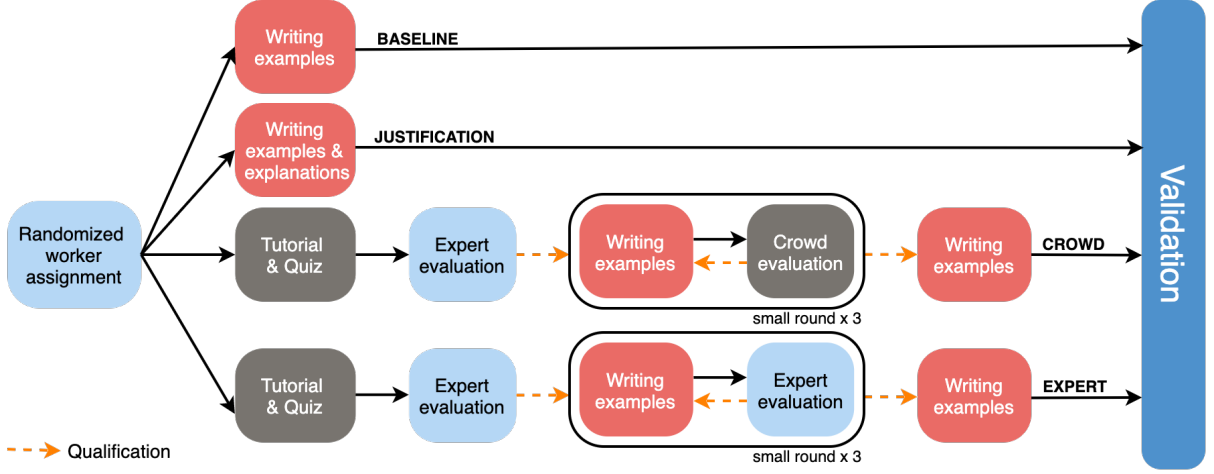 Writing
examples
BASELINE
Writing
examples &
explanations
JUSTIFICATION
Randomized
worker
assignment
Tutorial
& Quiz
Expert
evaluation
Writing
examples
Crowd
evaluation
small round x 3
Writing
examples
CROWD
Tutorial
& Quiz
Expert
evaluation
Writing
examples
Expert
evaluation
small round x 3
Writing
examples
EXPERT
Validation
Qualification